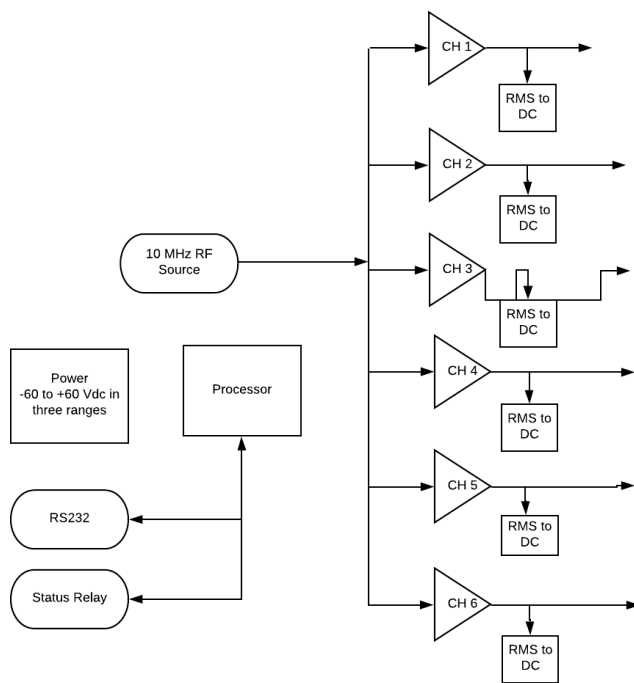 CH 1
RMS to
DC
CH 2
RMS to
DC
10 MHz RF
Source
CH 3
RMS to
DC
Power
-60 to +60 Vdc in
three ranges
Processor
CH 4
RMS to
DC
RS232
CH 5
RMS to
DC
Status Relay
CH 6
RMS to
DC